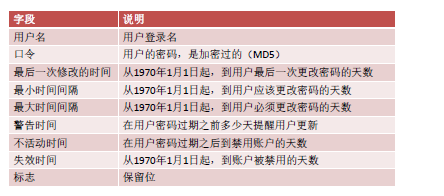 字段 说明
用户名 用户登录名
口令 用户的密码，是加密过的（MD5）
最后一次修改的时间 从1970年1月1日起，到用户最后一次更改密码的天数
最小时间间隔 从1970年1月1日起，到用户应该更改密码的天数
最大时间间隔 从1970年1月1日起，到用户必须更改密码的天数
警告时间 在用户密码过期之前多少天提醒用户更新
不活动时间 在用户密码过期之后到禁用账户的天数
失效时间 从1970年1月1日起，到账户被禁用的天数
标志 保留位